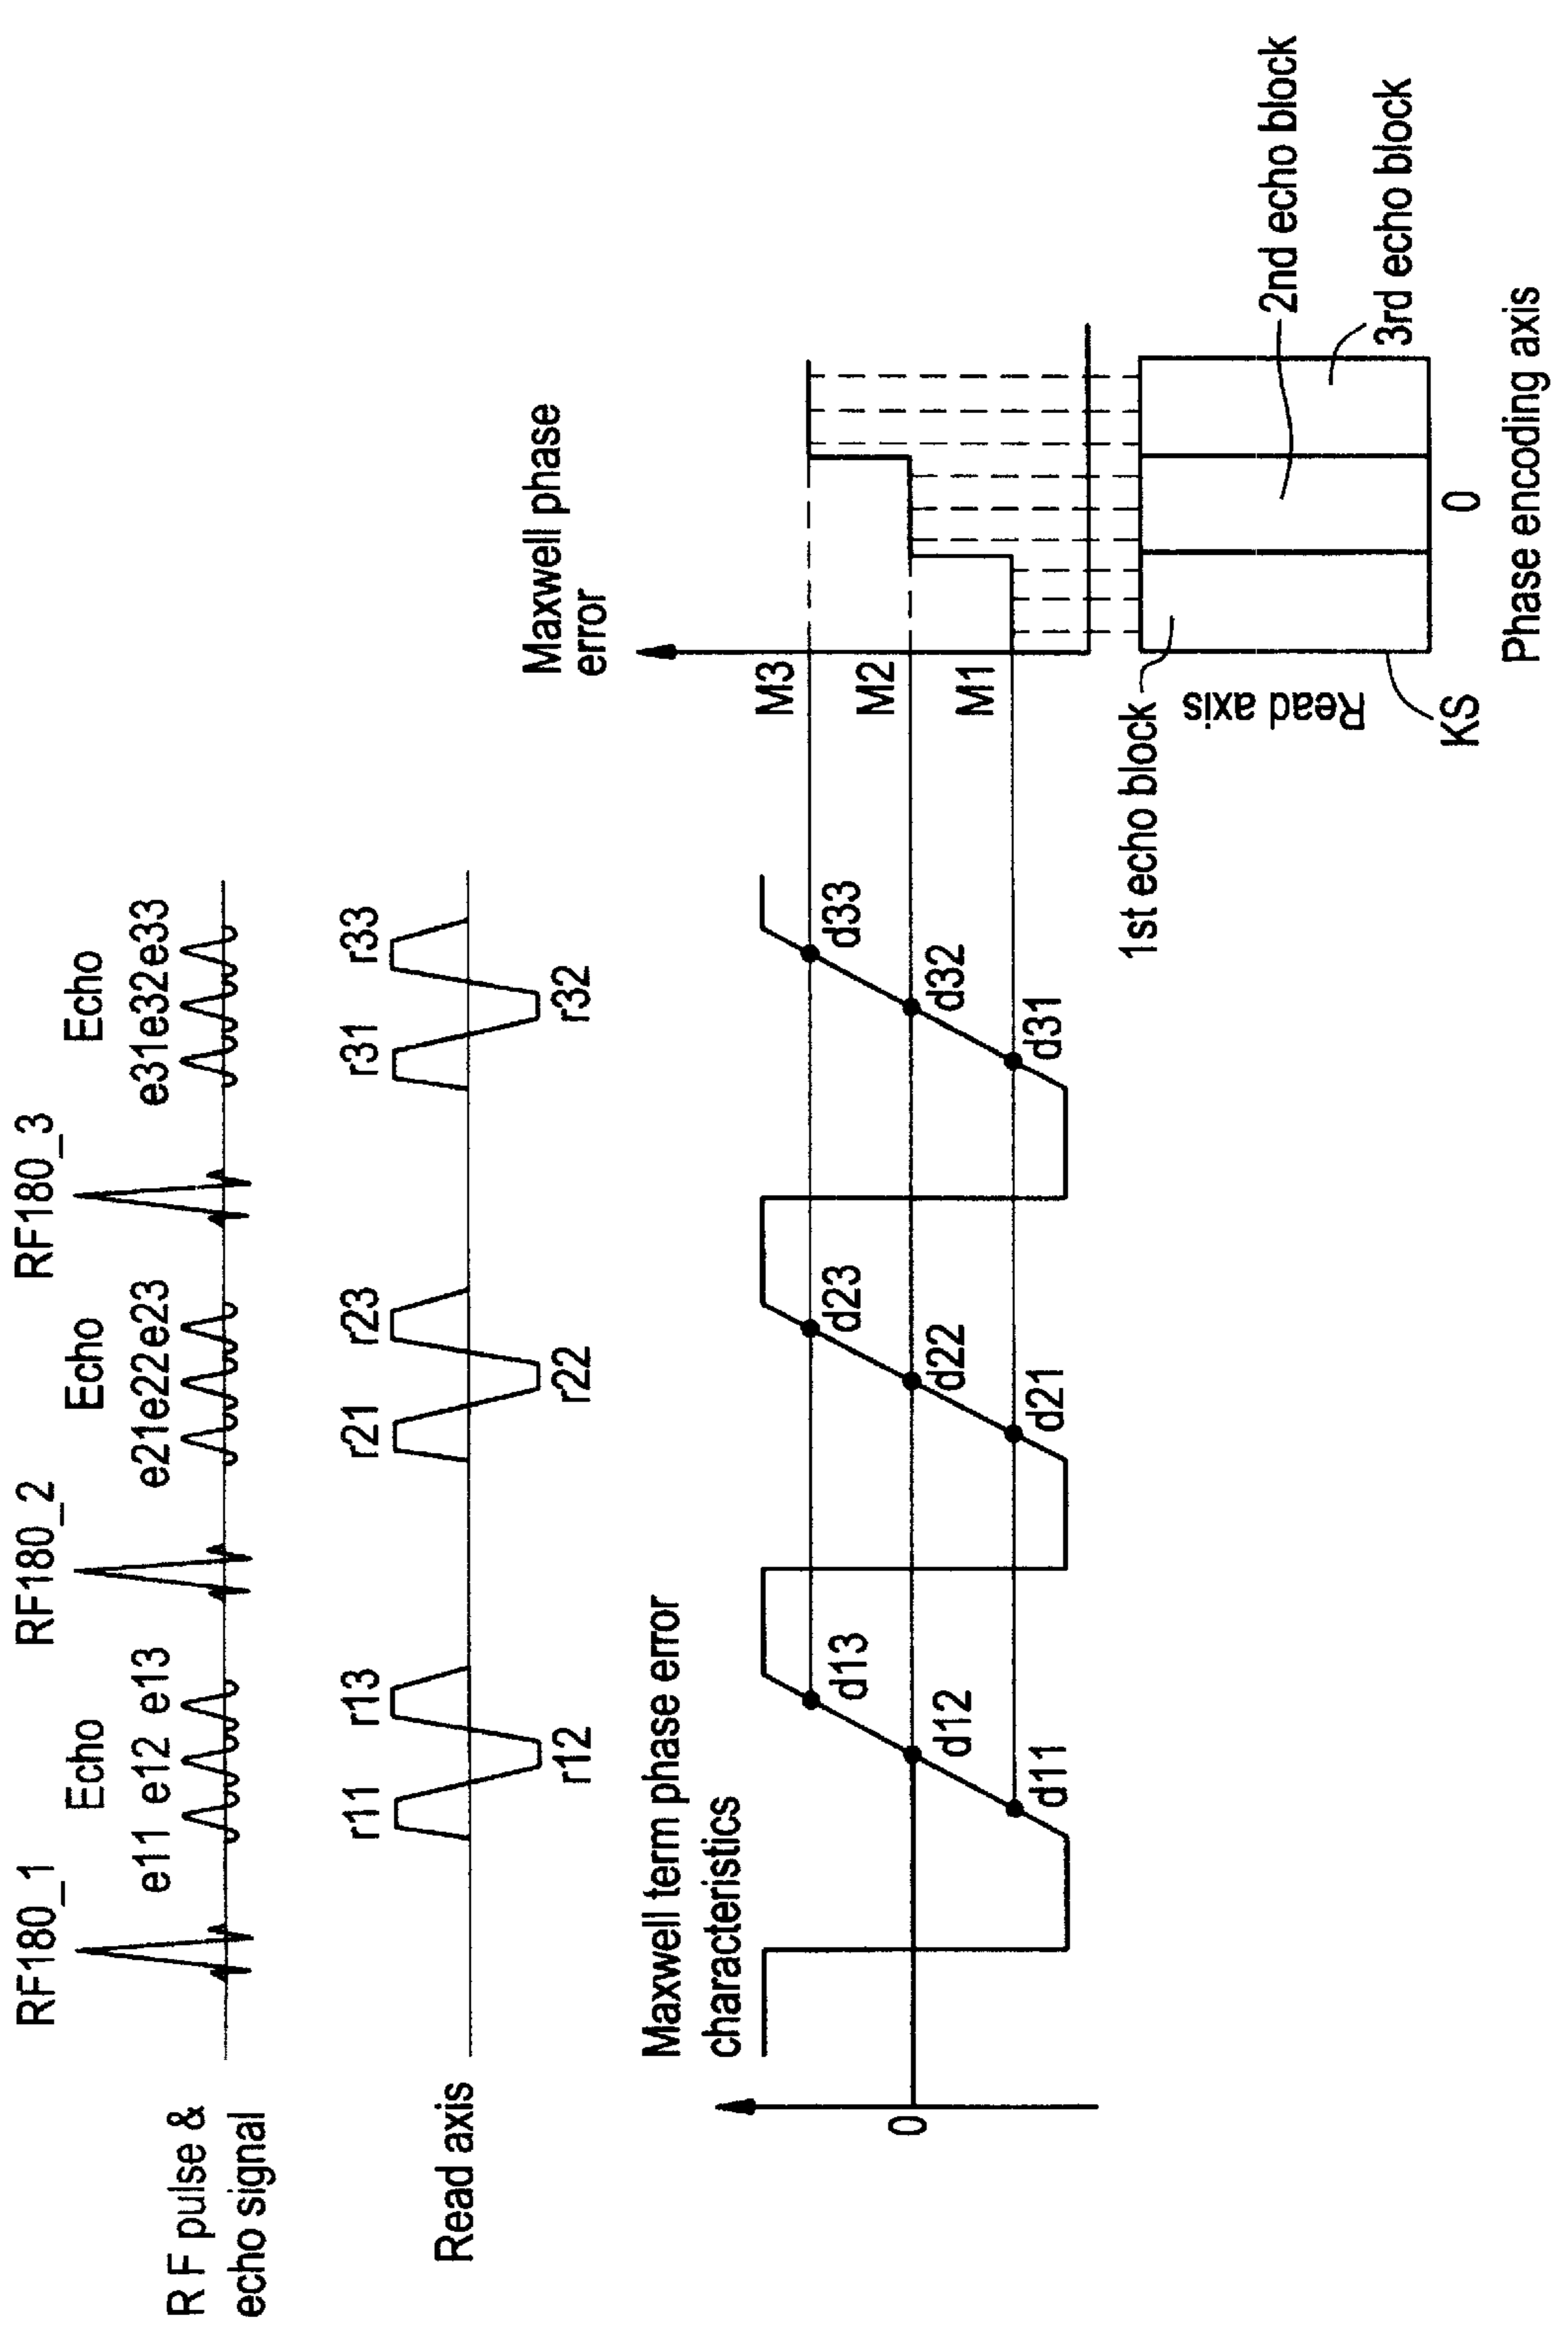 RF180_1
RF180_2
RF180_3
Echo
Echo
Echo
R F pulse &
echo signal
e11 e12 e13
e21e22e23
e31e32e33
Read axis
r11
r13
r21
r23
r31
r33
r12
r22
r32
Maxwell term phase error
characteristics
0
d11
d12
d13
d21
d22
d23
d31
d32
d33
Maxwell phase
error
M3
M2
M1
1st echo block
2nd echo block
3rd echo block
Read axis
KS
0
Phase encoding axis